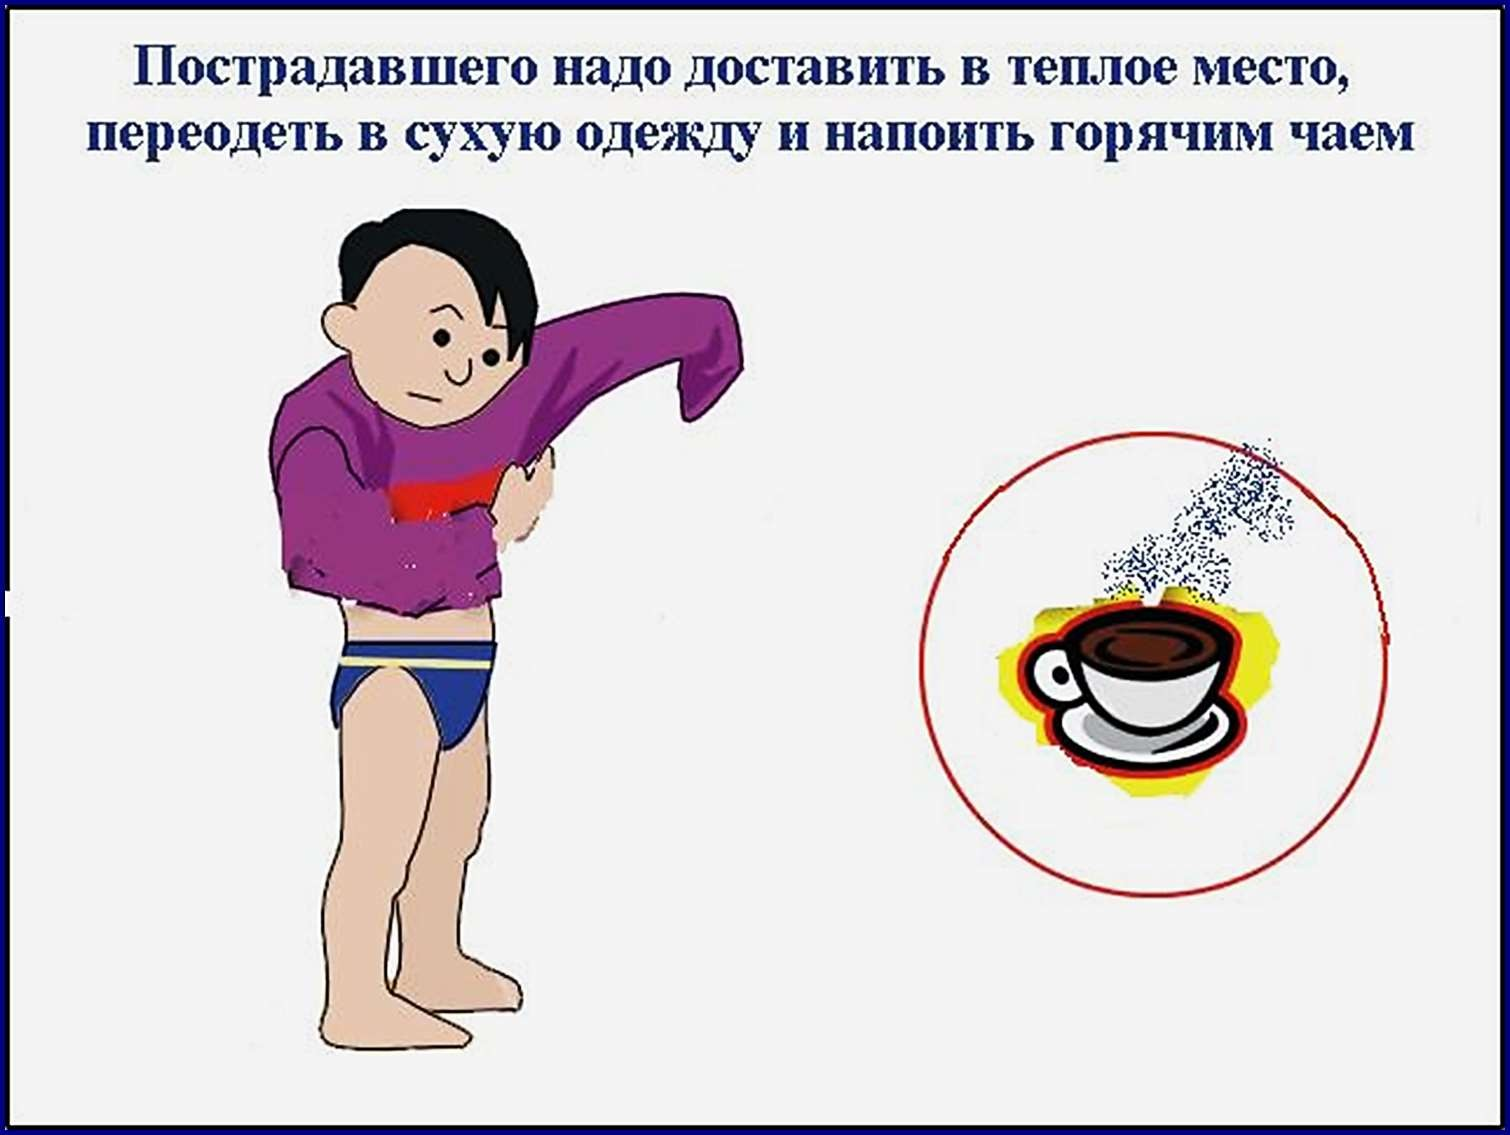 Пострадавшего надо доставить в теплое место,
переодеть в сухую одежду и напоить горячим чаем